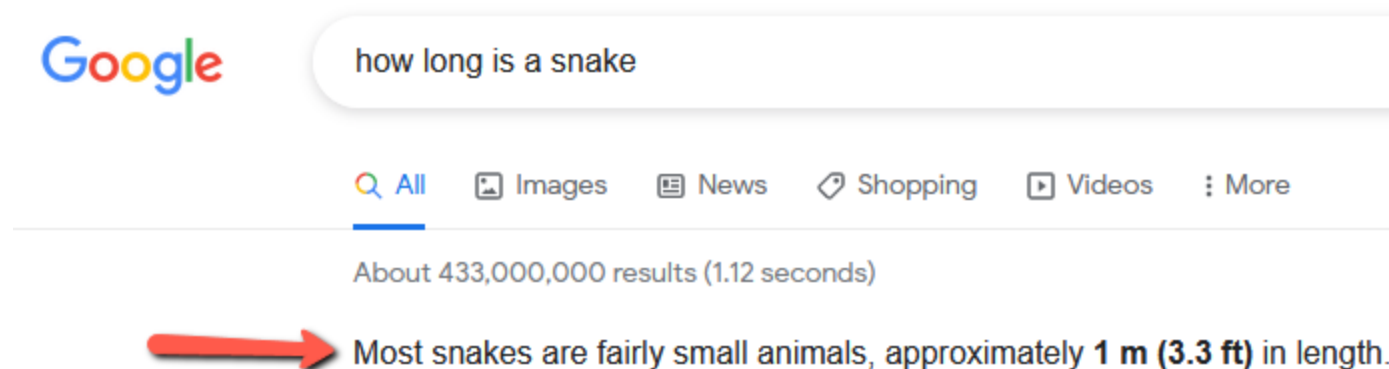 Google
how long is a snake
All Images News Shopping Videos More
About 433,000,000 results (1.12 seconds)
Most snakes are fairly small animals, approximately 1 m (3.3 ft) in length.